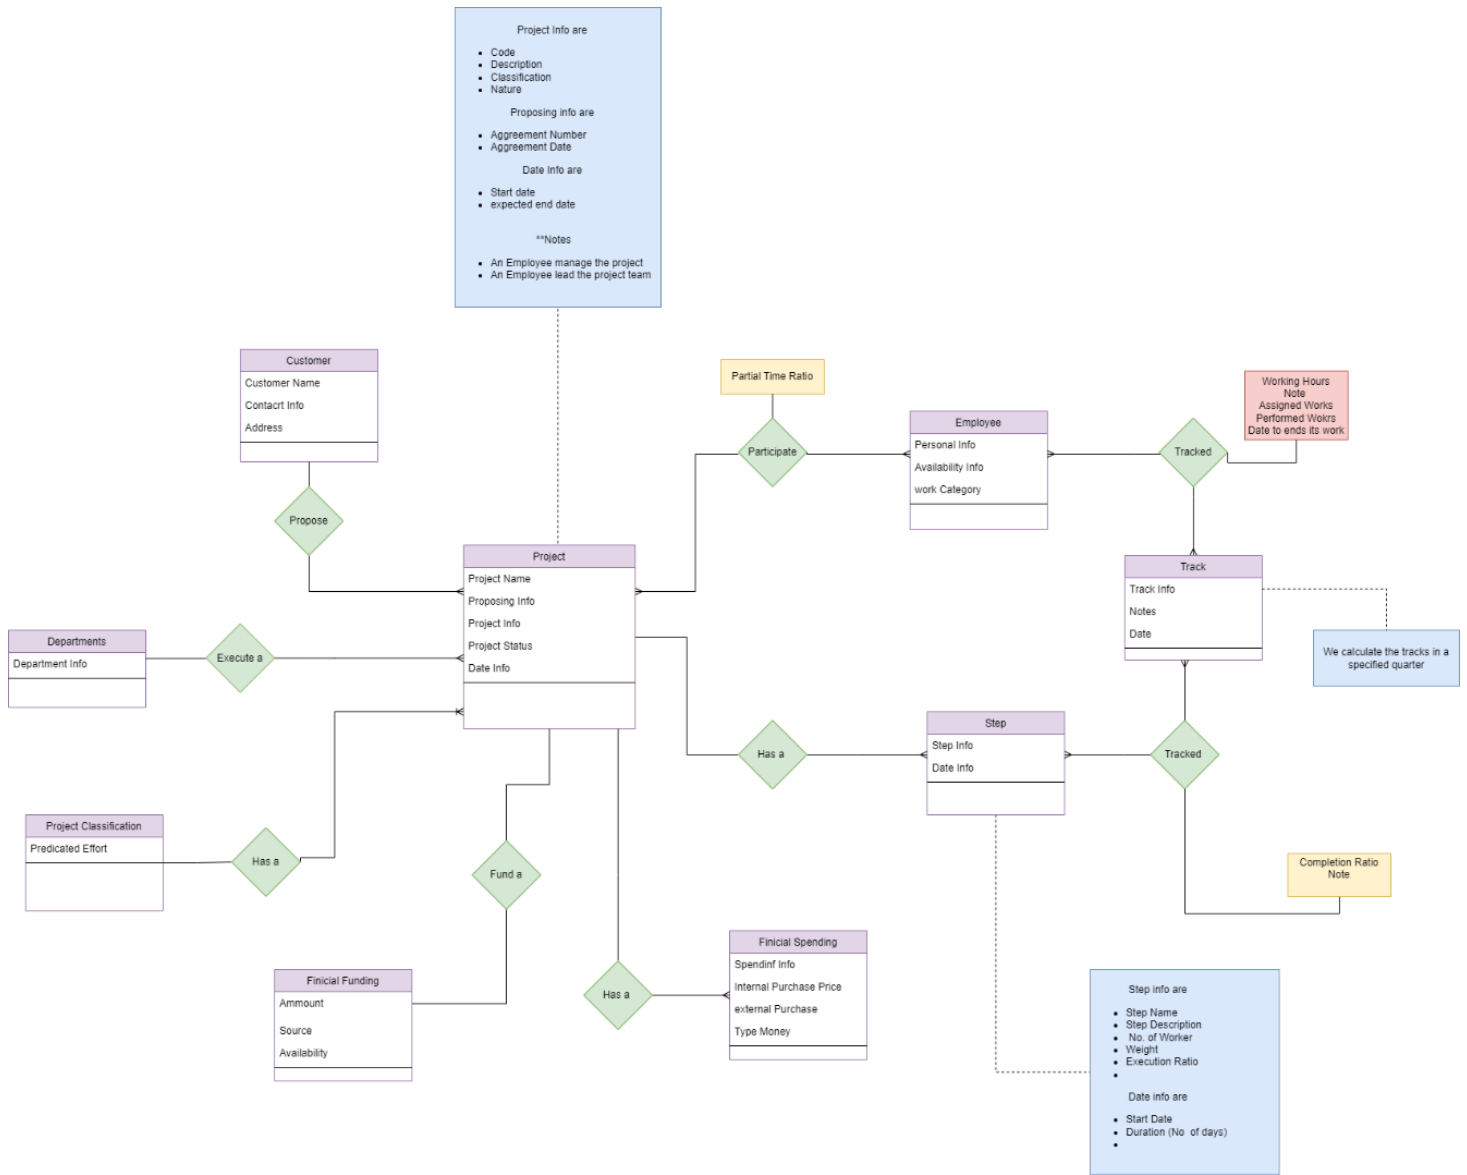 Project Info are
Code
Description
Classification
Nature
Proposing info are
Aggreement Number
Aggreement Date
Date Info are
Start date
expected end date
**Notes
An Employee manage the project
An Employee lead the project team
Customer
Customer Name
Contacrt Info
Address
Propose
Partial Time Ratio
Participate
Employee
Personal Info
Availability Info
work Category
Tracked
Working Hours
Note
Assigned Works
Performed Wokrs
Date to ends its work
Project
Project Name
Proposing Info
Project Info
Project Status
Date Info
Track
Track Info
Notes
Date
We calculate the tracks in a
specified quarter
Departments
Department Info
Execute a
Has a
Step
Step Info
Date Info
Tracked
Project Classification
Predicated Effort
Has a
Fund a
Completion Ratio
Note
Finicial Funding
Ammount
Source
Availability
Has a
Finicial Spending
Spendinf Info
Internal Purchase Price
external Purchase
Type Money
Step info are
Step Name
Step Description
No. of Worker
Weight
Execution Ratio
Date info are
Start Date
Duration (No of days)